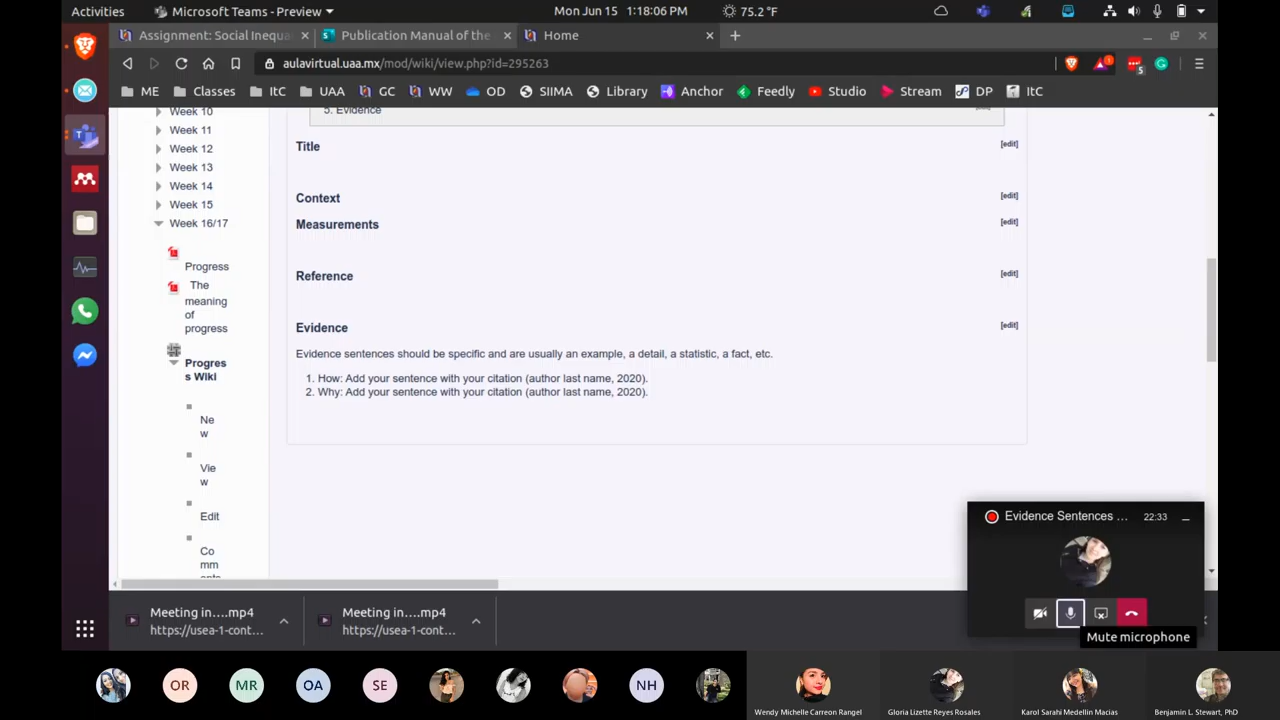 Activities
Microsoft Teams - Preview
Mon Jun 15 1:18:06 PM
75.2 °F
Assignment: Social Inequ
Publication Manual of the
Home
aulavirtual.uaa.mx/mod/wiki/view.php?id=295263
1
5
ME
Classes
ItC
UAA
GC
WW
OD
SIIMA
Library
Anchor
Feedly
Studio
Stream
DP
ItC
Week 10
Week 11
Week 12
Week 13
Week 14
Week 15
Week 16/17
Progress
The
meaning
of
progress
Progres
s Wiki
Ne
w
Vie
w
Edit
Co
mm
5. Evidence
Title
[edit]
Context
[edit]
Measurements
[edit]
Reference
[edit]
Evidence
[edit]
Evidence sentences should be specific and are usually an example, a detail, a statistic, a fact, etc.
1. How: Add your sentence with your citation (author last name, 2020).
2. Why: Add your sentence with your citation (author last name, 2020).
Evidence Sentences ...
22:33
Mute microphone
Meeting in....mp4
https://usea-1-cont...
Meeting in....mp4
https://usea-1-cont...
OR
MR
OA
SE
NH
Wendy Michelle Carreon Rangel
Gloria Lizette Reyes Rosales
Karol Sarahi Medellin Macias
Benjamin L. Stewart, PhD